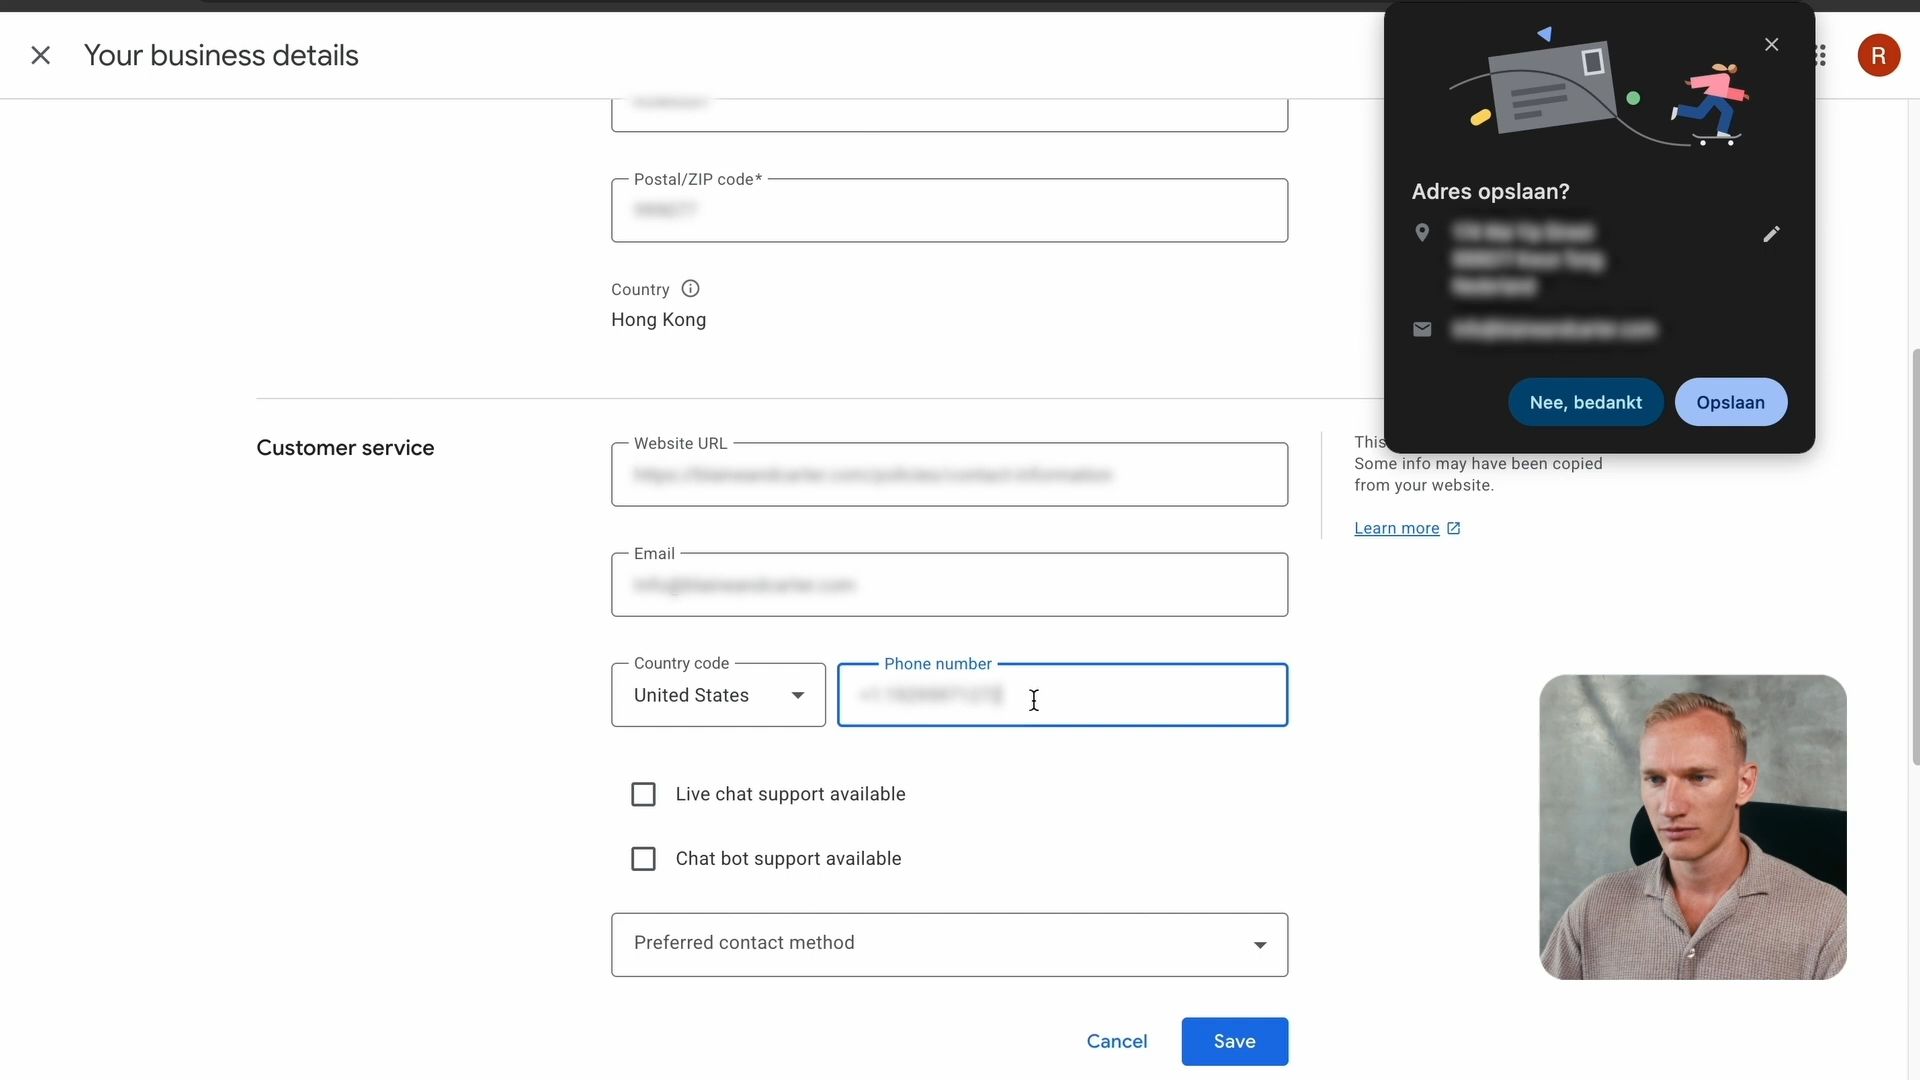 Your business details
R
Postal/ZIP code*
Country
Hong Kong
Adres opslaan?
Nee, bedankt
Opslaan
Customer service
Website URL
This
Some info may have been copied
from your website.
Learn more
Email
Country code
United States
Phone number
Live chat support available
Chat bot support available
Preferred contact method
Cancel
Save